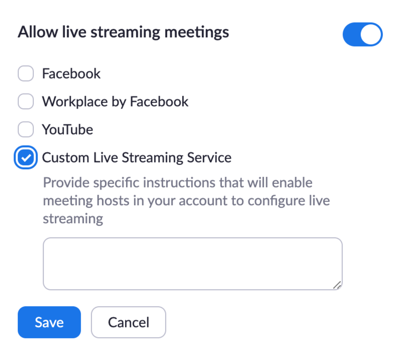 Allow live streaming meetings
Facebook
Workplace by Facebook
YouTube
Custom Live Streaming Service
Provide specific instructions that will enable
meeting hosts in your account to configure live
streaming
Save Cancel